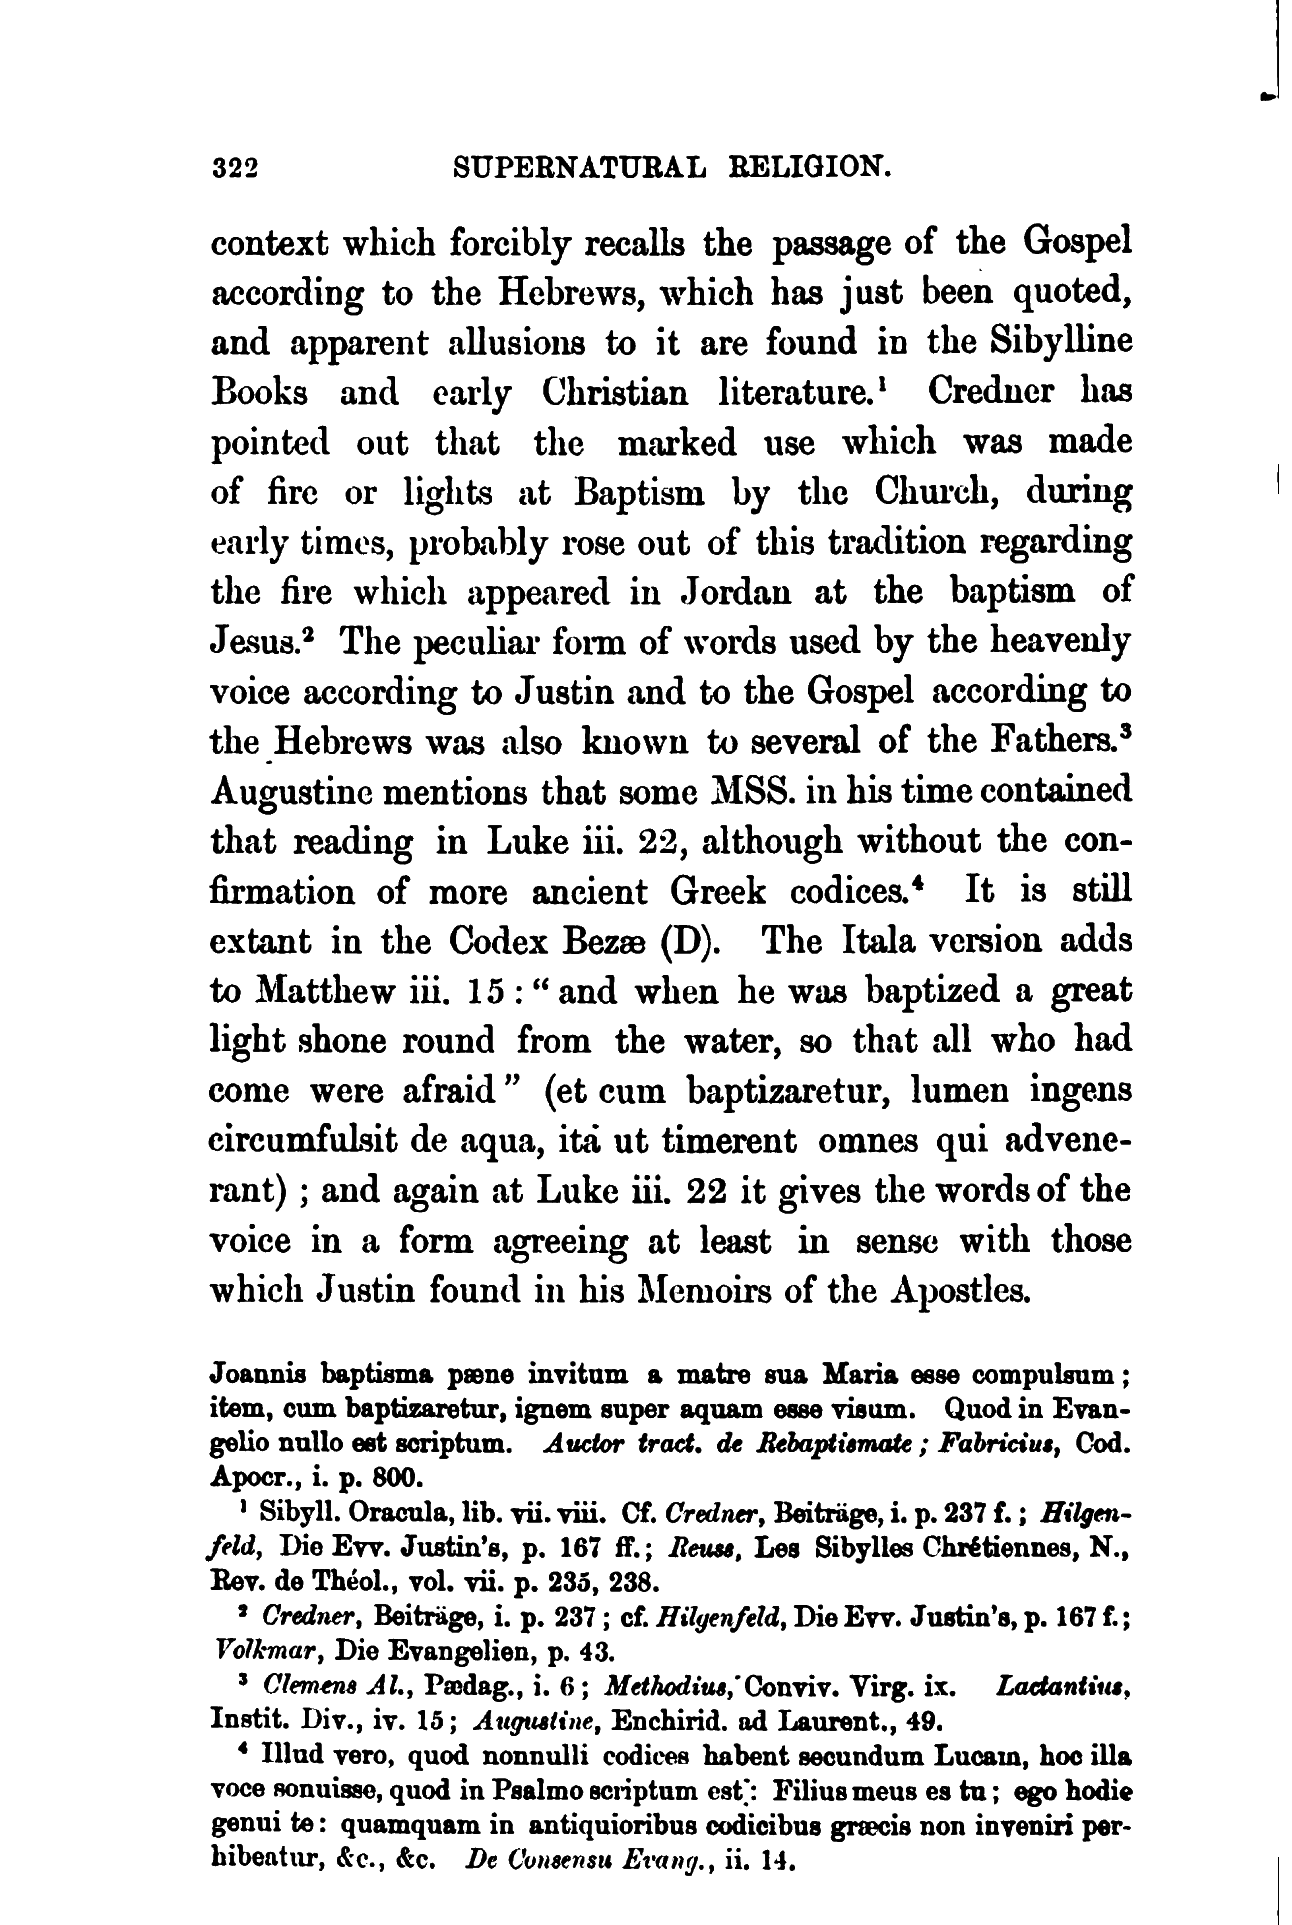 322 SUPERNATURAL RELIGION.
context which forcibly recalls the passage of the Gospel
according to the Hebrews, which has just been quoted,
and apparent allusions to it are found in the Sibylline
Books and early Christian literature.¹ Credner has
pointed out that the marked use which was made
of fire or lights at Baptism by the Church, during
early times, probably rose out of this tradition regarding
the fire which appeared in Jordan at the baptism of
Jesus.² The peculiar form of words used by the heavenly
voice according to Justin and to the Gospel according to
the Hebrews was also known to several of the Fathers.³
Augustine mentions that some MSS. in his time contained
that reading in Luke iii. 22, although without the con-
firmation of more ancient Greek codices.⁴ It is still
extant in the Codex Bezæ (D). The Itala version adds
to Matthew iii. 15 : “ and when he was baptized a great
light shone round from the water, so that all who had
come were afraid ” (et cum baptizaretur, lumen ingens
circumfulsit de aqua, ità ut timerent omnes qui advene-
rant) ; and again at Luke iii. 22 it gives the words of the
voice in a form agreeing at least in sense with those
which Justin found in his Memoirs of the Apostles.
Joannis baptisma pæne invitum a matre sua Maria esse compulsum ;
item, cum baptizaretur, ignem super aquam esse visum. Quod in Evan-
gelio nullo est scriptum. Auctor tract. de Rebaptismate ; Fabricius, Cod.
Apocr., i. p. 800.
¹ Sibyll. Oracula, lib. vii. viii. Cf. Credner, Beiträge, i. p. 237 f. ; Hilgen-
feld, Die Evv. Justin's, p. 167 ff.; Reuss, Les Sibylles Chrétiennes, N.,
Rev. de Théol., vol. vii. p. 235, 238.
² Credner, Beiträge, i. p. 237 ; cf. Hilgenfeld, Die Evv. Justin's, p. 167 f.;
Volkmar, Die Evangelien, p. 43.
³ Clemens Al., Pædag., i. 6 ; Methodius, Conviv. Virg. ix. Lactantius,
Instit. Div., iv. 15 ; Augustine, Enchirid. ad Laurent., 49.
⁴ Illud vero, quod nonnulli codices habent secundum Lucam, hoc illa
voce sonuisse, quod in Psalmo scriptum est : Filius meus es tu ; ego hodie
genui te : quamquam in antiquioribus codicibus græcis non inveniri per-
hibeatur, &c., &c. De Consensu Evang., ii. 14.